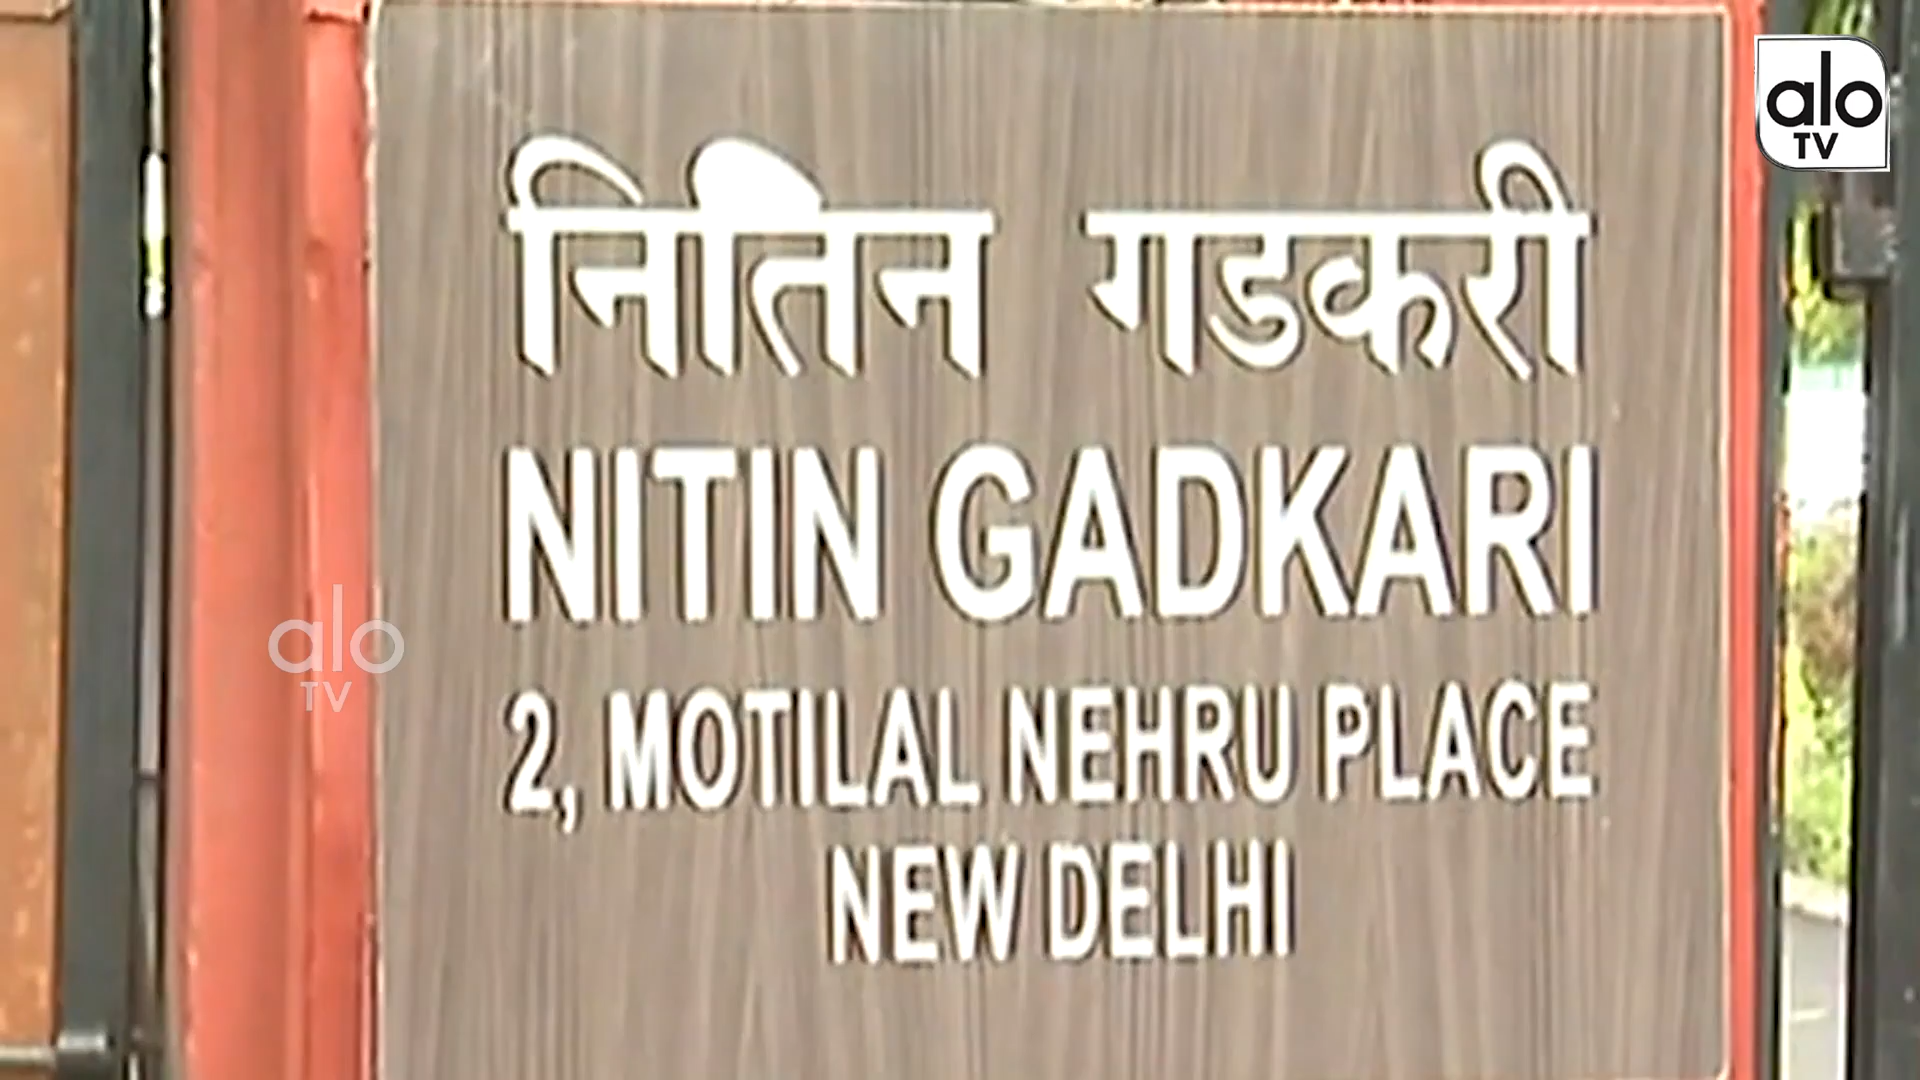 alo
TV
नितिन गडकरी
NITIN GADKARI
2, MOTILAL NEHRU PLACE
NEW DELHI
alo
TV